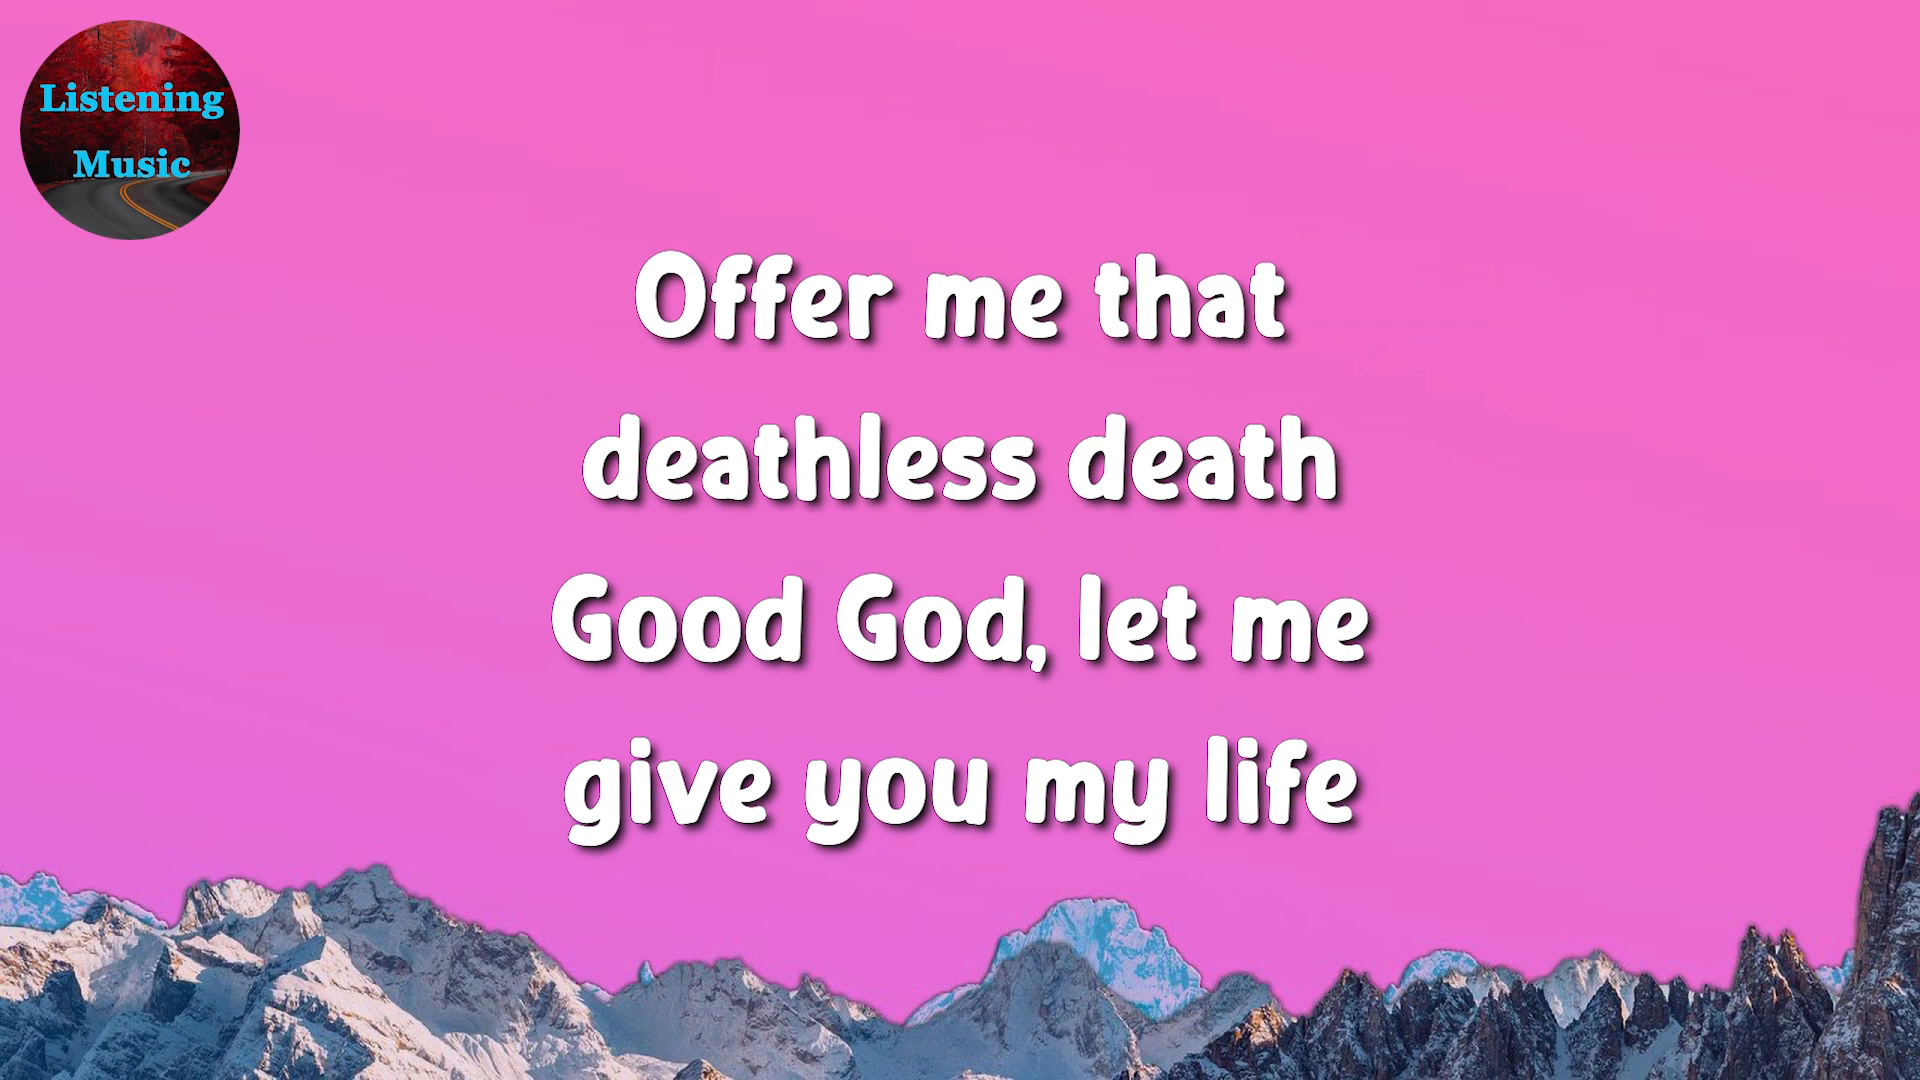 Listening
Music
Offer me that
deathless death
Good God, let me
give you my life